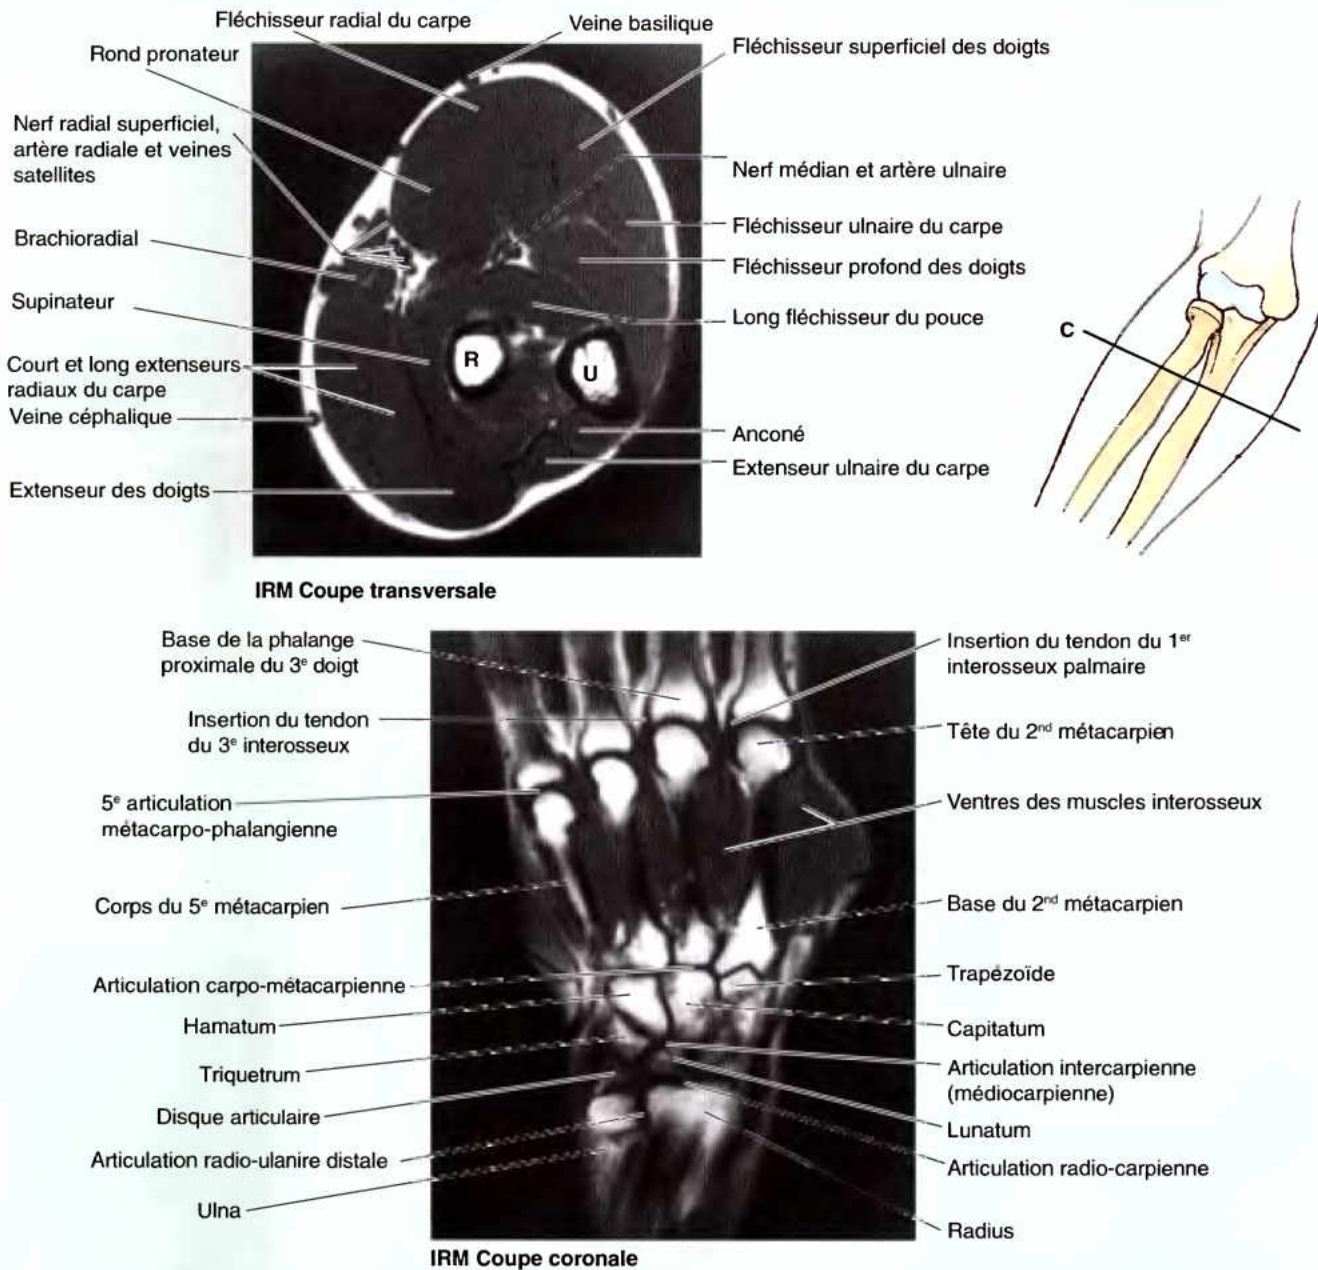 Fléchisseur radial du carpe
Veine basilique
Rond pronateur
Fléchisseur superficiel des doigts
Nerf radial superficiel,
artère radiale et veines
satellites
Nerf médian et artère ulnaire
Brachioradial
Fléchisseur ulnaire du carpe
Fléchisseur profond des doigts
Supinateur
Long fléchisseur du pouce
Court et long extenseurs
radiaux du carpe
Veine céphalique
Anconé
Extenseur ulnaire du carpe
Extenseur des doigts
R
U
C
IRM Coupe transversale
Base de la phalange
proximale du 3e doigt
Insertion du tendon du 1er
interosseux palmaire
Insertion du tendon
du 3e interosseux
Tête du 2nd métacarpien
5e articulation
métacarpo-phalangienne
Ventres des muscles interosseux
Corps du 5e métacarpien
Base du 2nd métacarpien
Articulation carpo-métacarpienne
Trapézoïde
Hamatum
Capitatum
Triquetrum
Articulation intercarpienne
(médiocarpienne)
Disque articulaire
Lunatum
Articulation radio-ulanire distale
Articulation radio-carpienne
Ulna
Radius
IRM Coupe coronale